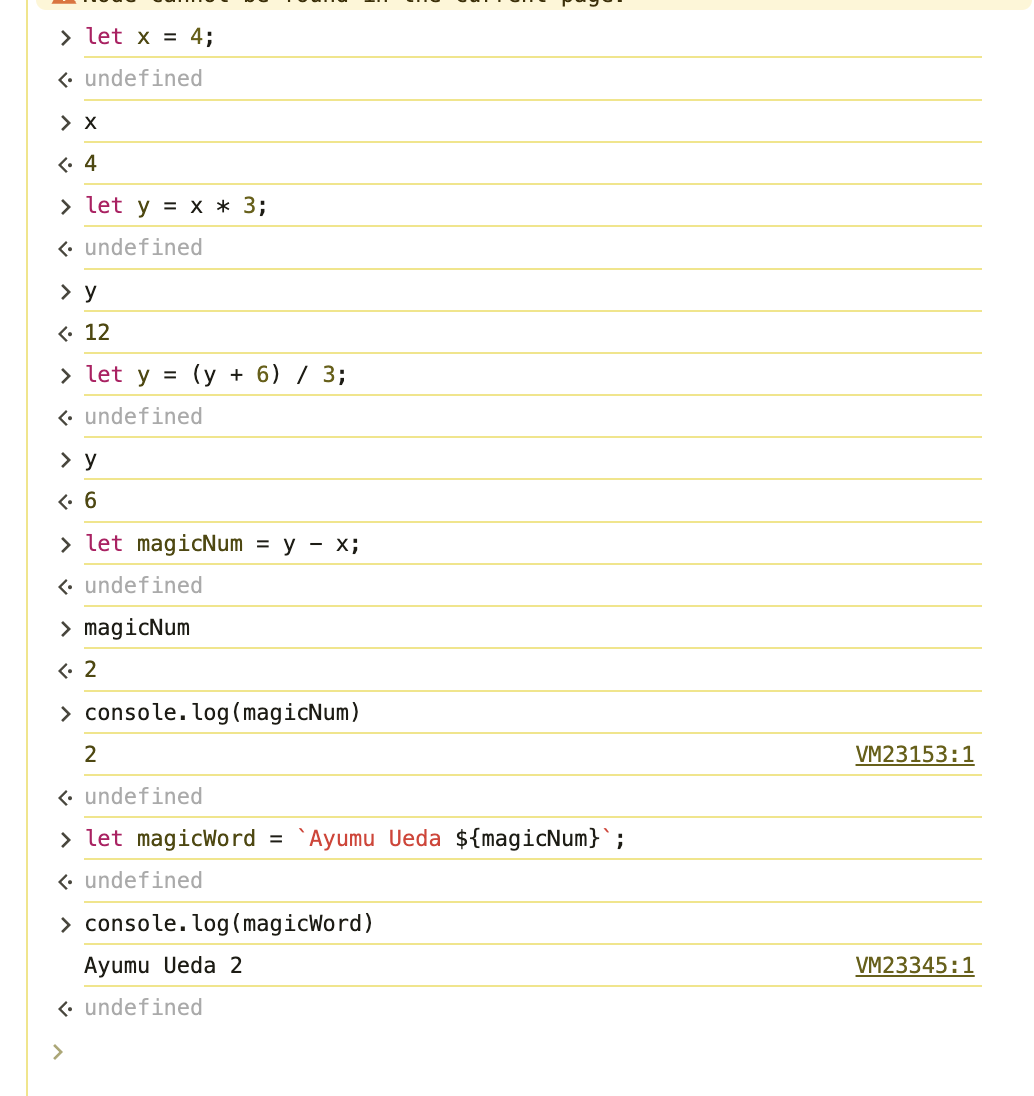 let x = 4;
undefined
x
4
let y = x * 3;
undefined
y
12
let y = (y + 6) / 3;
undefined
y
6
let magicNum = y - x;
undefined
magicNum
2
console.log(magicNum)
2 VM23153:1
undefined
let magicWord = `Ayumu Ueda ${magicNum}`;
undefined
console.log(magicWord)
Ayumu Ueda 2 VM23345:1
undefined